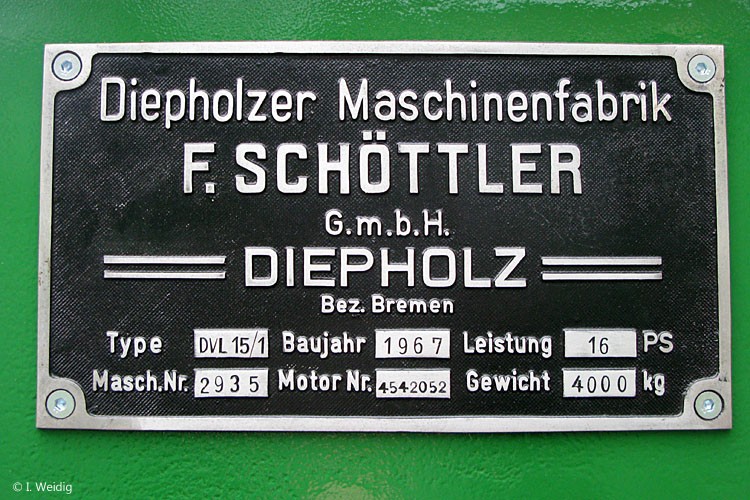 Diepholzer Maschinenfabrik
F. SCHÖTTLER
G.m.b.H.
DIEPHOLZ
Bez. Bremen
Type DVL 15/1 Baujahr 1967 Leistung 16 PS
Masch.Nr. 2935 Motor Nr. 4542052 Gewicht 4000 kg
© I. Weidig